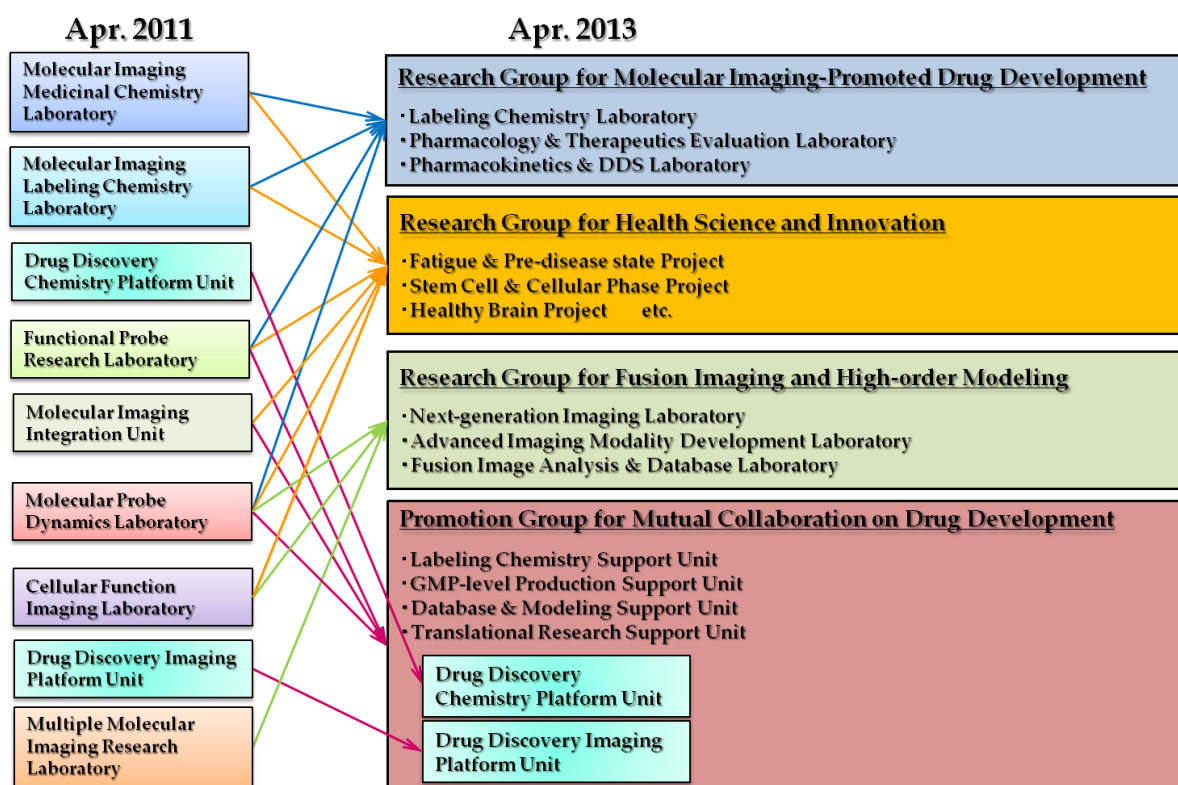 Apr. 2011
Molecular Imaging
Medicinal Chemistry
Laboratory
Molecular Imaging
Labeling Chemistry
Laboratory
Drug Discovery
Chemistry Platform Unit
Functional Probe
Research Laboratory
Molecular Imaging
Integration Unit
Molecular Probe
Dynamics Laboratory
Cellular Function
Imaging Laboratory
Drug Discovery Imaging
Platform Unit
Multiple Molecular
Imaging Research
Laboratory
Apr. 2013
Research Group for Molecular Imaging-Promoted Drug Development
・Labeling Chemistry Laboratory
・Pharmacology & Therapeutics Evaluation Laboratory
・Pharmacokinetics & DDS Laboratory
Research Group for Health Science and Innovation
・Fatigue & Pre-disease state Project
・Stem Cell & Cellular Phase Project
・Healthy Brain Project etc.
Research Group for Fusion Imaging and High-order Modeling
・Next-generation Imaging Laboratory
・Advanced Imaging Modality Development Laboratory
・Fusion Image Analysis & Database Laboratory
Promotion Group for Mutual Collaboration on Drug Development
・Labeling Chemistry Support Unit
・GMP-level Production Support Unit
・Database & Modeling Support Unit
・Translational Research Support Unit
Drug Discovery
Chemistry Platform Unit
Drug Discovery Imaging
Platform Unit